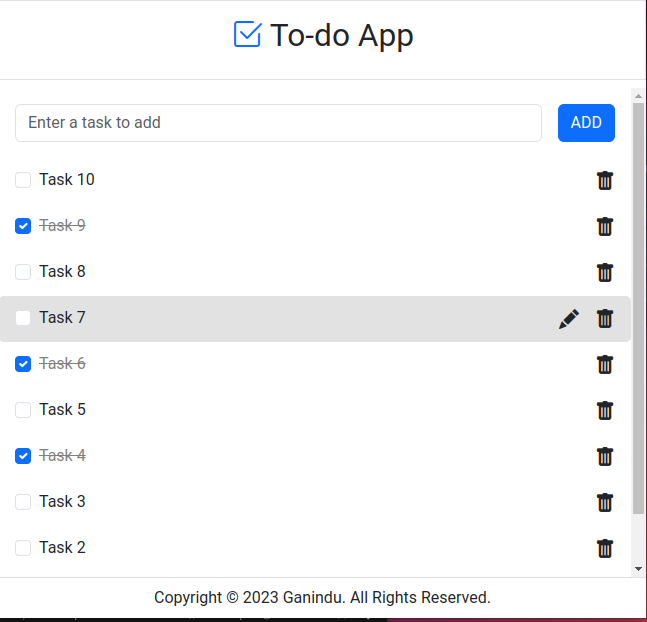 To-do App
Enter a task to add
ADD
Task 10
Task 9
Task 8
Task 7
Task 6
Task 5
Task 4
Task 3
Task 2
Copyright © 2023 Ganindu. All Rights Reserved.